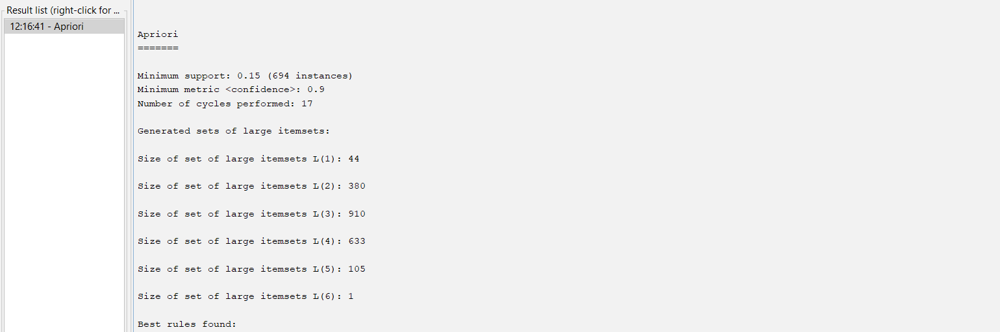 Result list (right-click for ...
12:16:41 - Apriori
Apriori
=======
Minimum support: 0.15 (694 instances)
Minimum metric <confidence>: 0.9
Number of cycles performed: 17
Generated sets of large itemsets:
Size of set of large itemsets L(1): 44
Size of set of large itemsets L(2): 380
Size of set of large itemsets L(3): 910
Size of set of large itemsets L(4): 633
Size of set of large itemsets L(5): 105
Size of set of large itemsets L(6): 1
Best rules found: